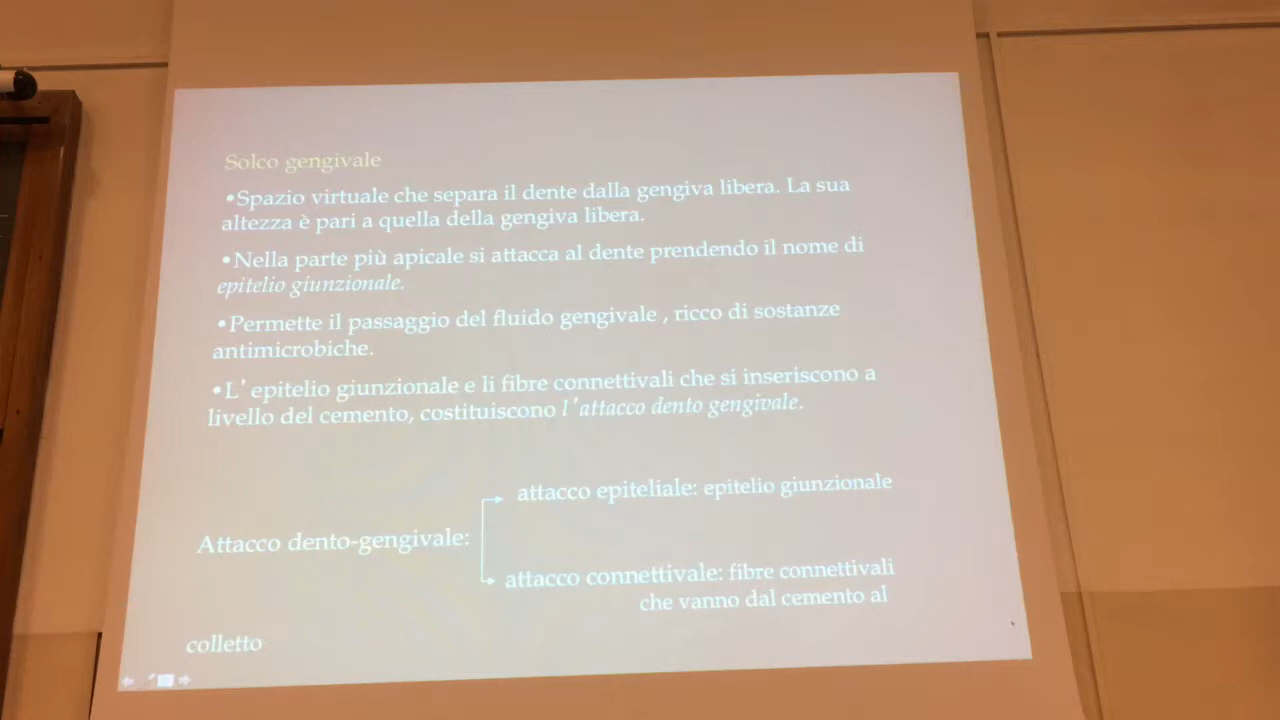 Solco gengivale
•Spazio virtuale che separa il dente dalla gengiva libera. La sua
altezza è pari a quella della gengiva libera.
•Nella parte più apicale si attacca al dente prendendo il nome di
epitelio giunzionale.
•Permette il passaggio del fluido gengivale , ricco di sostanze
antimicrobiche.
•L' epitelio giunzionale e li fibre connettivali che si inseriscono a
livello del cemento, costituiscono l'attacco dento gengivale.
attacco epiteliale: epitelio giunzionale
Attacco dento-gengivale:
attacco connettivale: fibre connettivali
che vanno dal cemento al
colletto